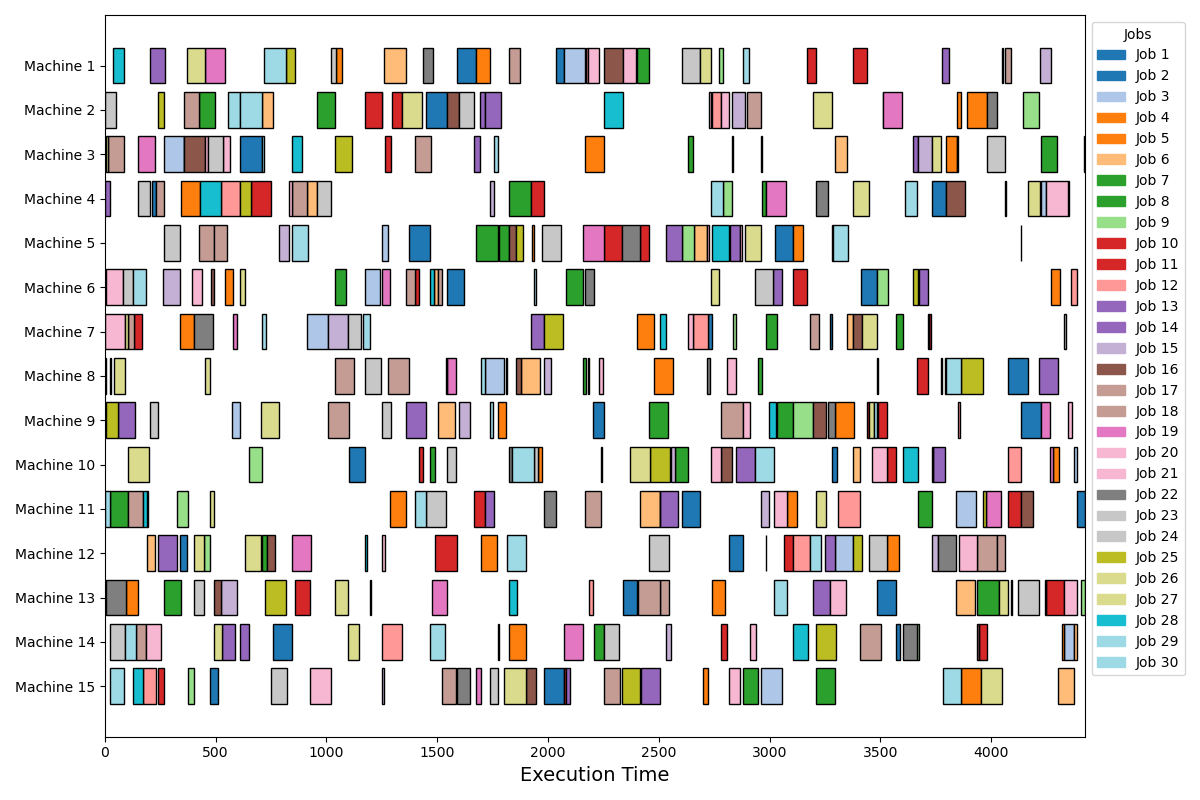 Machine 1
Machine 2
Machine 3
Machine 4
Machine 5
Machine 6
Machine 7
Machine 8
Machine 9
Machine 10
Machine 11
Machine 12
Machine 13
Machine 14
Machine 15
0 500 1000 1500 2000 2500 3000 3500 4000
Execution Time
Jobs
Job 1
Job 2
Job 3
Job 4
Job 5
Job 6
Job 7
Job 8
Job 9
Job 10
Job 11
Job 12
Job 13
Job 14
Job 15
Job 16
Job 17
Job 18
Job 19
Job 20
Job 21
Job 22
Job 23
Job 24
Job 25
Job 26
Job 27
Job 28
Job 29
Job 30